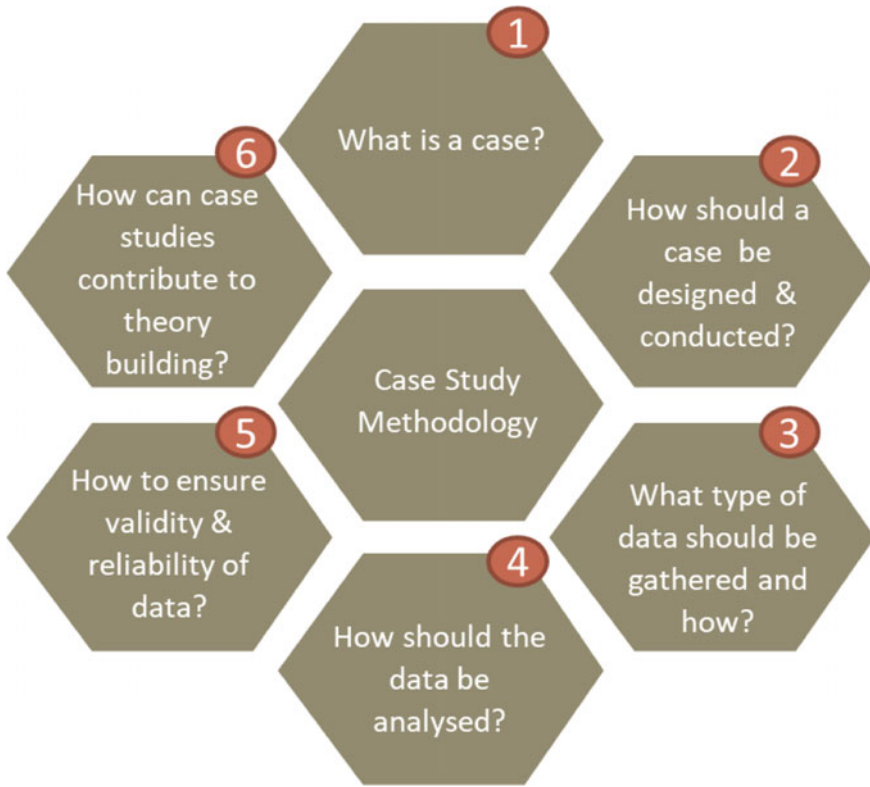 1
What is a case?
2
How should a
case be
designed &
conducted?
3
What type of
data should be
gathered and
how?
4
How should the
data be
analysed?
5
How to ensure
validity &
reliability of
data?
6
How can case
studies
contribute to
theory
building?
Case Study
Methodology